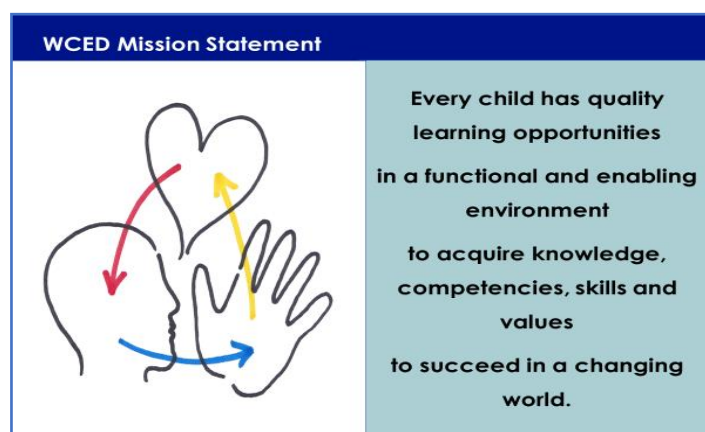 WCED Mission Statement
Every child has quality
learning opportunities
in a functional and enabling
environment
to acquire knowledge,
competencies, skills and
values
to succeed in a changing
world.